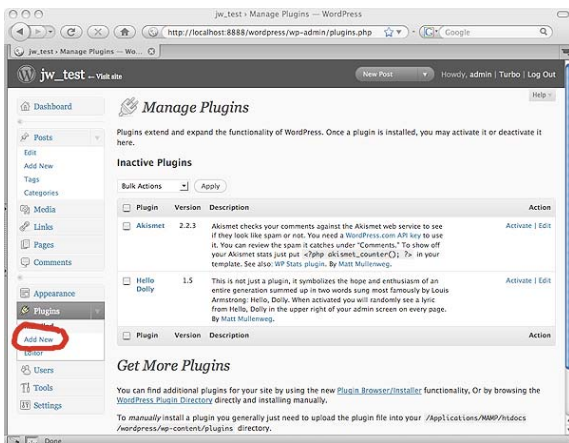 jw_test › Manage Plugins — WordPress
http://localhost:8888/wordpress/wp-admin/plugins.php
Google
jw_test › Manage Plugins — Wo...
jw_test — Visit site
New Post
Howdy, admin | Turbo | Log Out
Help
Dashboard
Posts
Edit
Add New
Tags
Categories
Media
Links
Pages
Comments
Appearance
Plugins
Add New
Editor
Users
Tools
Settings
Manage Plugins
Plugins extend and expand the functionality of WordPress. Once a plugin is installed, you may activate it or deactivate it
here.
Inactive Plugins
Bulk Actions
Apply
Plugin Version Description Action
Akismet 2.2.3 Akismet checks your comments against the Akismet web service to see Activate | Edit
if they look like spam or not. You need a WordPress.com API key to use
it. You can review the spam it catches under "Comments." To show off
your Akismet stats just put <?php akismet_counter(); ?> in your
template. See also: WP Stats plugin. By Matt Mullenweg.
Hello Dolly 1.5 This is not just a plugin, it symbolizes the hope and enthusiasm of an Activate | Edit
entire generation summed up in two words sung most famously by Louis
Armstrong: Hello, Dolly. When activated you will randomly see a lyric
from Hello, Dolly in the upper right of your admin screen on every page.
By Matt Mullenweg.
Plugin Version Description Action
Get More Plugins
You can find additional plugins for your site by using the new Plugin Browser/Installer functionality, Or by browsing the
WordPress Plugin Directory directly and installing manually.
To manually install a plugin you generally just need to upload the plugin file into your /Applications/MAMP/htdocs
/wordpress/wp-content/plugins directory.
Done